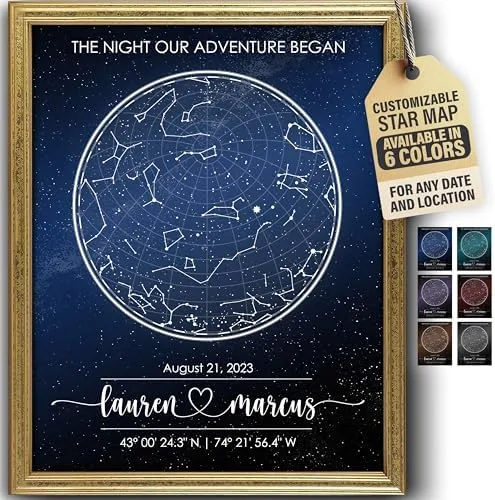 THE NIGHT OUR ADVENTURE BEGAN
CUSTOMIZABLE
STAR MAP
AVAILABLE IN
6 COLORS
FOR ANY DATE
AND LOCATION
August 21, 2023
lauren marcus
43° 00' 24.3" N | 74° 21' 56.4" W